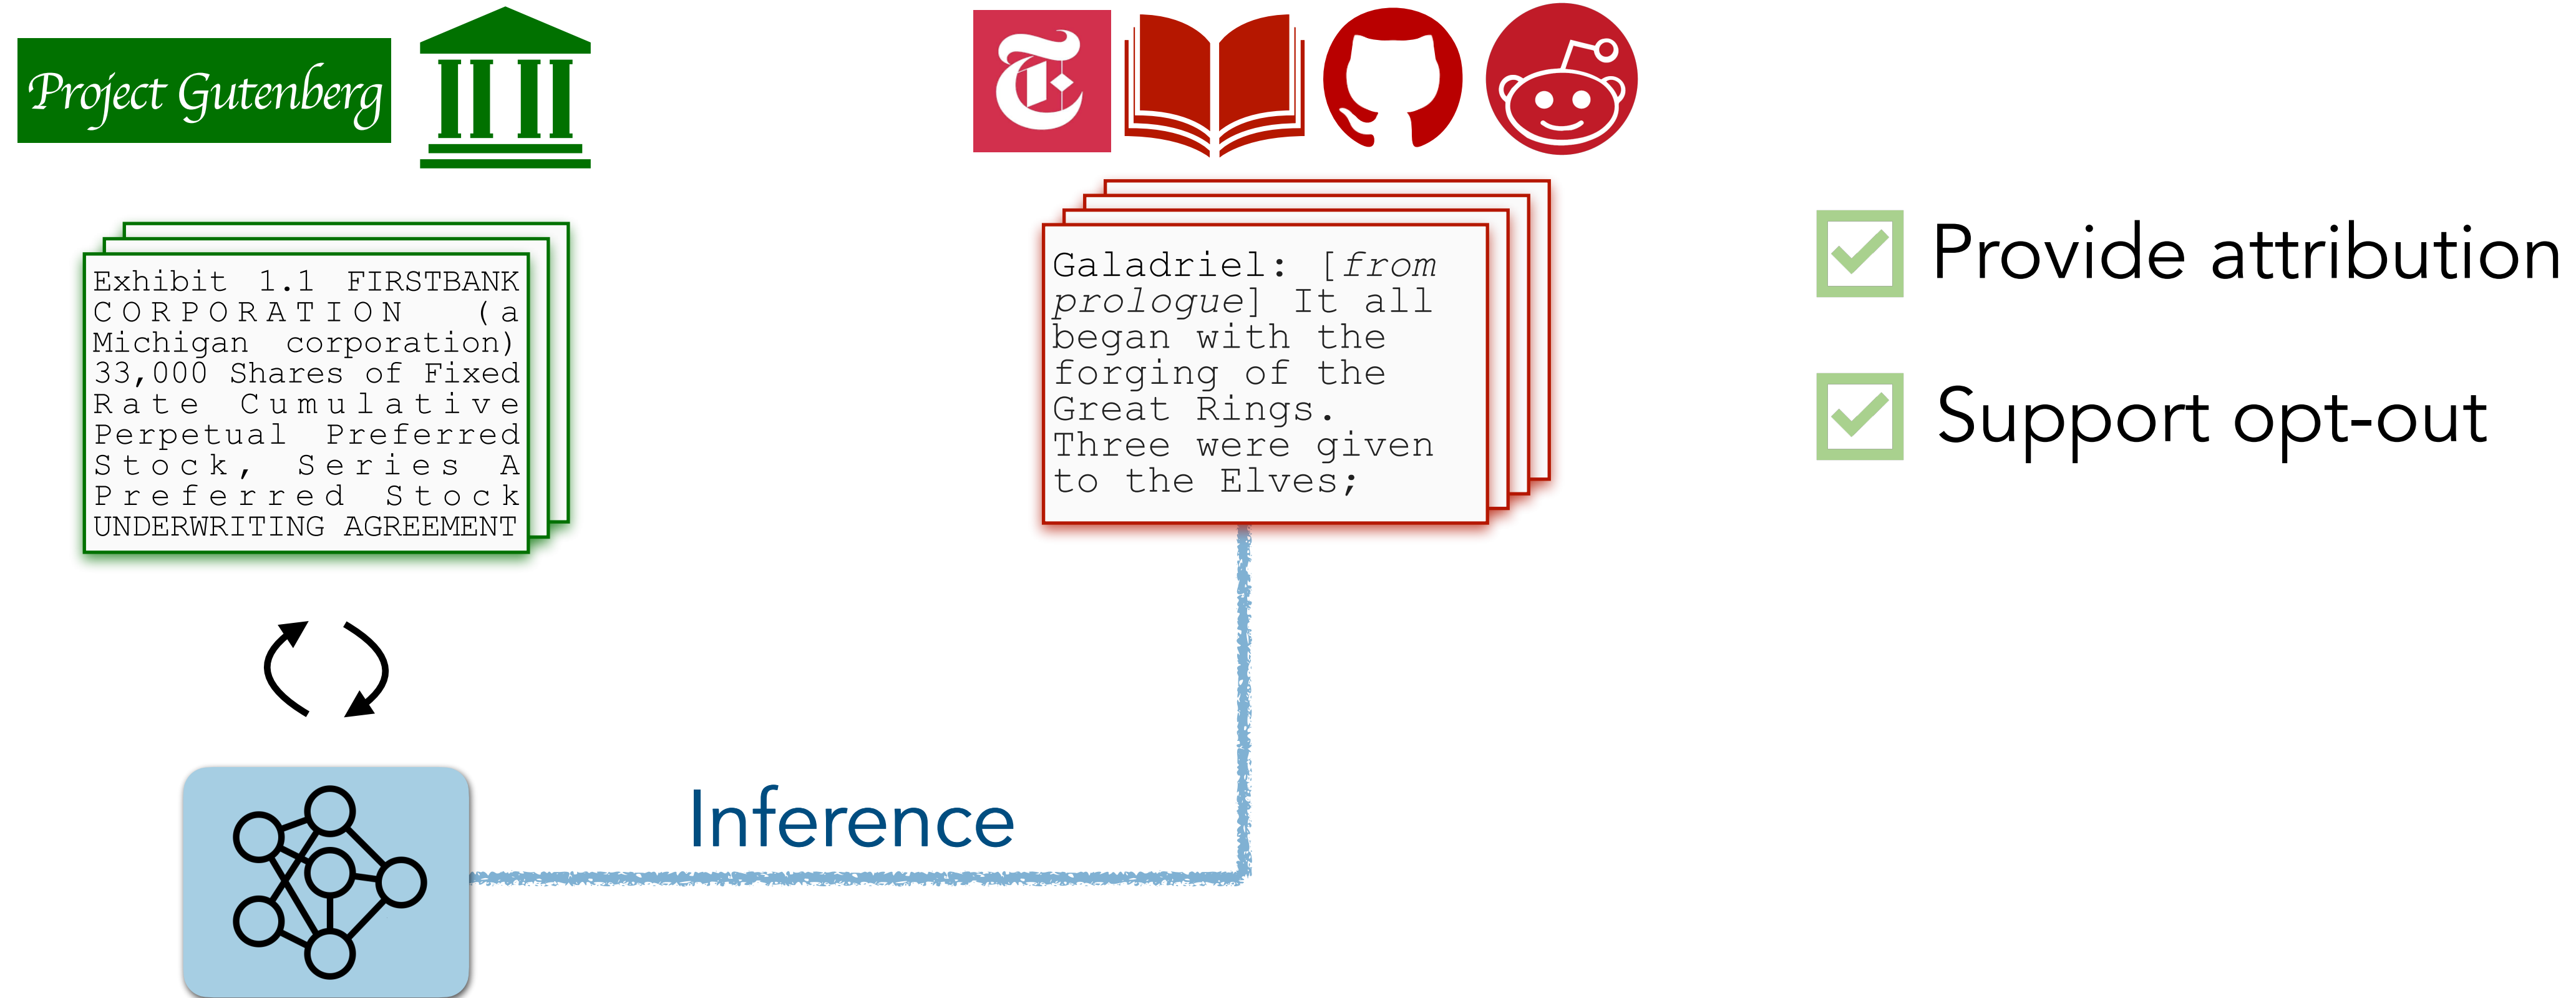 Project Gutenberg
Exhibit 1.1 FIRSTBANK
CORPORATION (a
Michigan corporation)
33,000 Shares of Fixed
Rate Cumulative
Perpetual Preferred
Stock, Series A
Preferred Stock
UNDERWRITING AGREEMENT
Galadriel: [from
prologue] It all
began with the
forging of the
Great Rings.
Three were given
to the Elves;
Provide attribution
Support opt-out
Inference